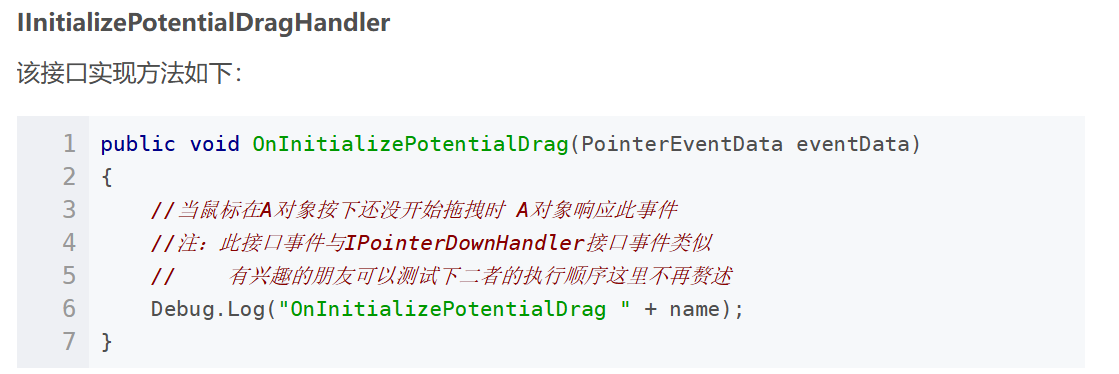 IInitializePotentialDragHandler
该接口实现方法如下：
1 public void OnInitializePotentialDrag(PointerEventData eventData)
2 {
3     //当鼠标在A对象按下还没开始拖拽时 A对象响应此事件
4     //注：此接口事件与IPointerDownHandler接口事件类似
5     //    有兴趣的朋友可以测试下二者的执行顺序这里不再赘述
6     Debug.Log("OnInitializePotentialDrag " + name);
7 }